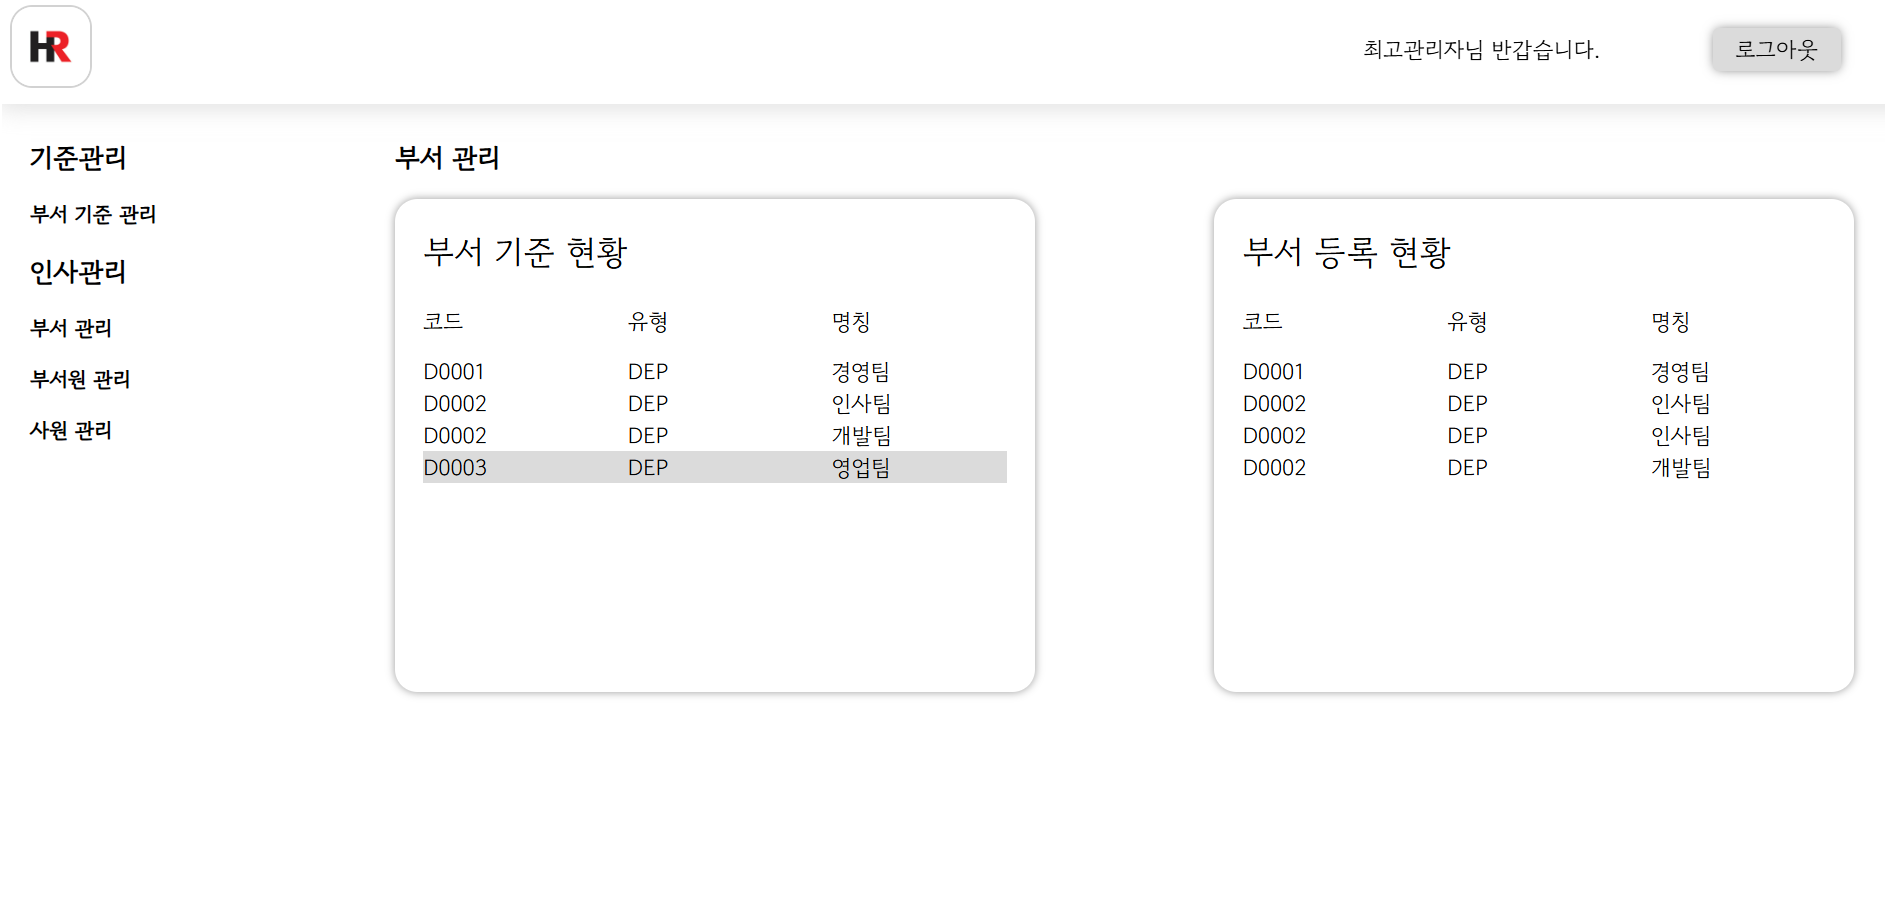 HR
최고관리자님 반갑습니다.
로그아웃
기준관리
부서 기준 관리
인사관리
부서 관리
부서원 관리
사원 관리
부서 관리
부서 기준 현황
코드 유형 명칭
D0001 DEP 경영팀
D0002 DEP 인사팀
D0002 DEP 개발팀
D0003 DEP 영업팀
부서 등록 현황
코드 유형 명칭
D0001 DEP 경영팀
D0002 DEP 인사팀
D0002 DEP 인사팀
D0002 DEP 개발팀